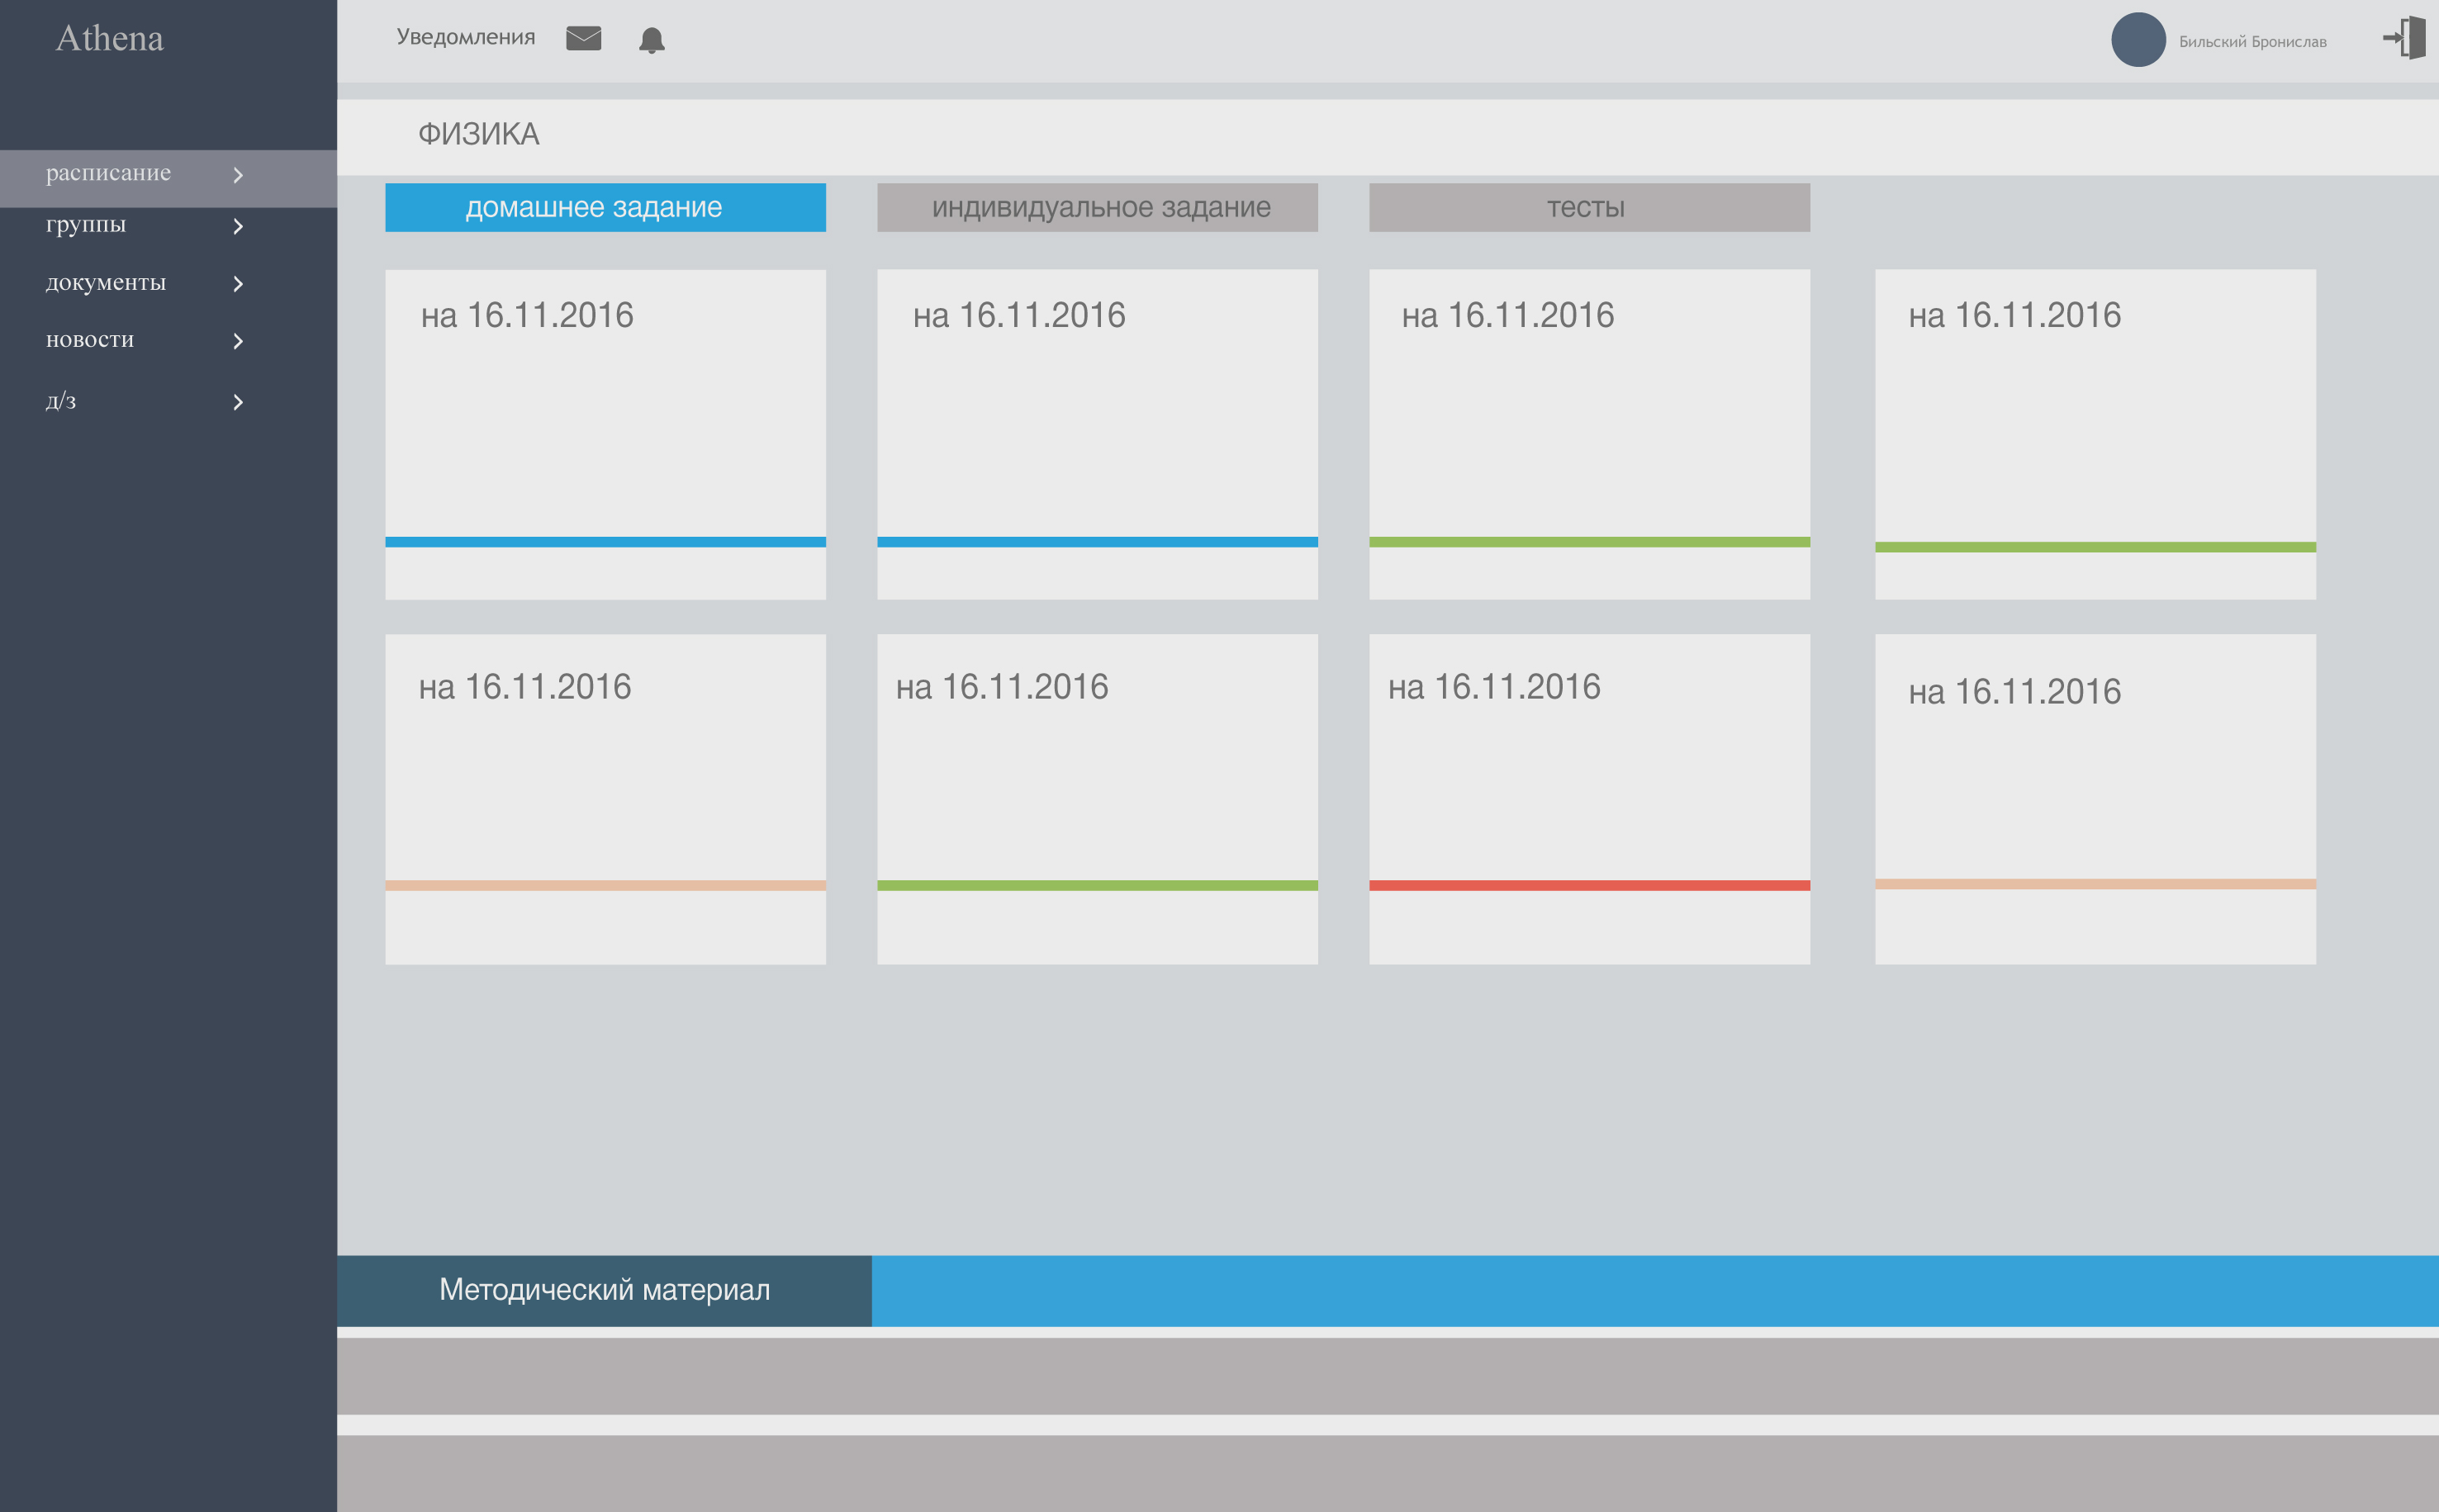 Athena
Уведомления
Бильский Бронислав
ФИЗИКА
расписание
группы
документы
новости
д/з
домашнее задание
индивидуальное задание
тесты
на 16.11.2016
на 16.11.2016
на 16.11.2016
на 16.11.2016
на 16.11.2016
на 16.11.2016
на 16.11.2016
на 16.11.2016
Методический материал